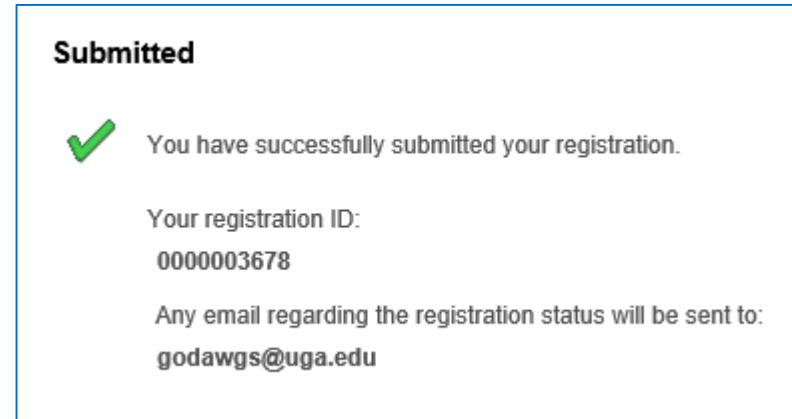 Submitted
You have successfully submitted your registration.
Your registration ID:
0000003678
Any email regarding the registration status will be sent to:
godawgs@uga.edu